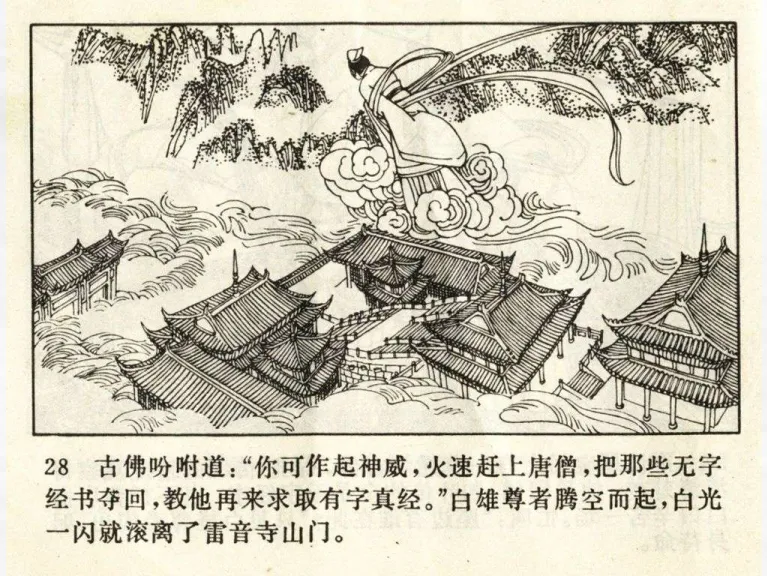 28 古佛吩咐道：“你可作起神威，火速赶上唐僧，把那些无字
经书夺回，教他再来求取有字真经。”白雄尊者腾空而起，白光
一闪就滚离了雷音寺山门。